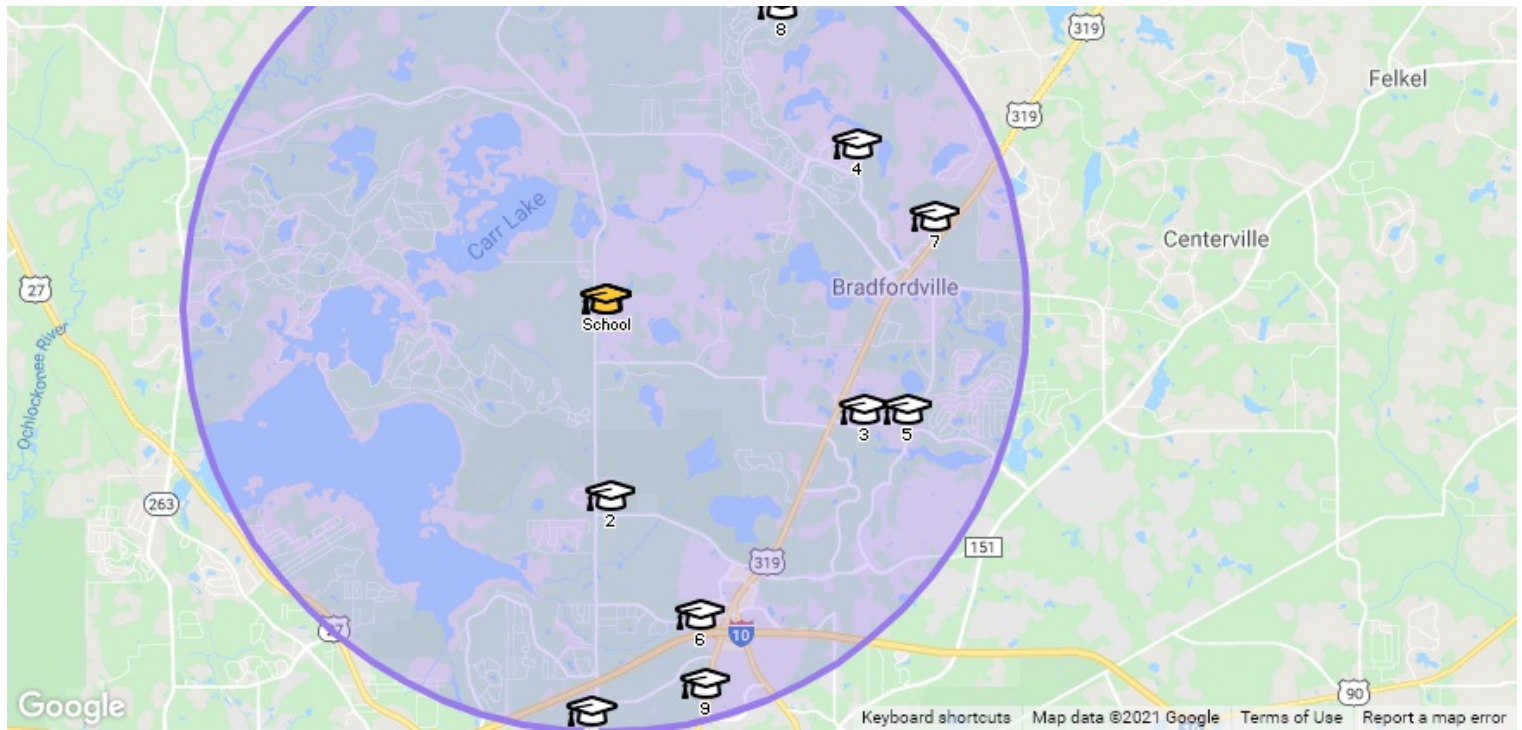 8
319
Felkel
319
4
Carr Lake
7
Centerville
27
Bradfordville
School
Ochlockonee River
3
5
263
2
151
319
27
6
10
90
9
Google
Keyboard shortcuts
Map data ©2021 Google
Terms of Use
Report a map error